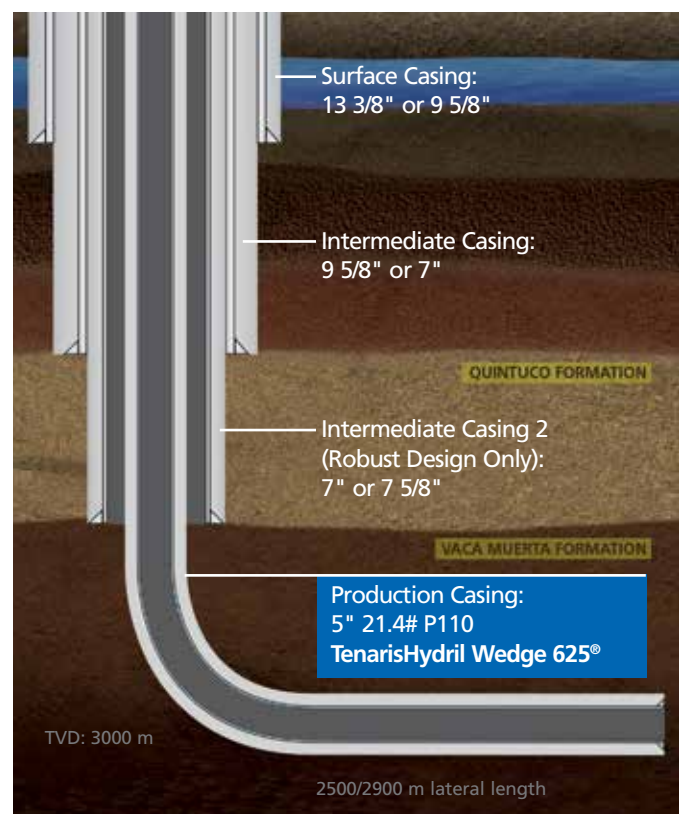 Surface Casing:
13 3/8" or 9 5/8"
Intermediate Casing:
9 5/8" or 7"
QUINTUCO FORMATION
Intermediate Casing 2
(Robust Design Only):
7" or 7 5/8"
VACA MUERTA FORMATION
Production Casing:
5" 21.4# P110
TenarisHydril Wedge 625®
TVD: 3000 m
2500/2900 m lateral length